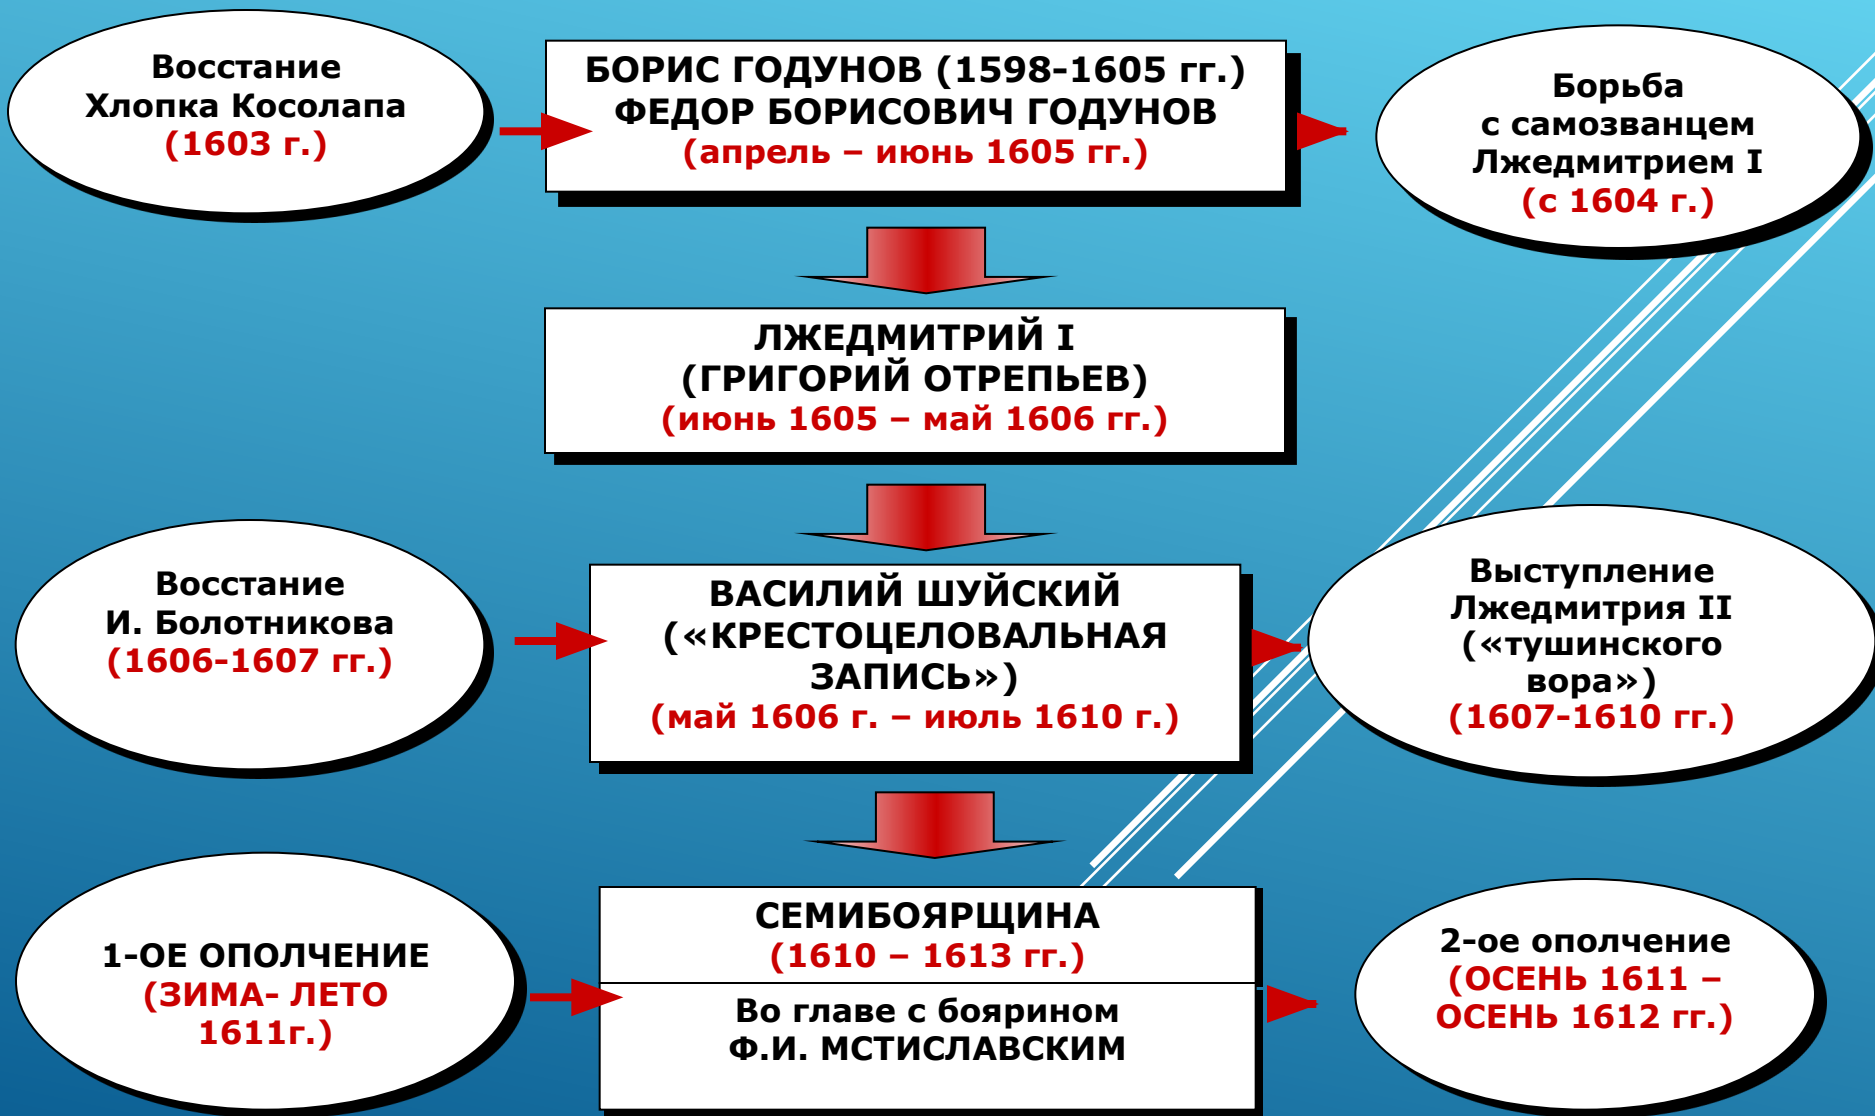 Восстание
Хлопка Косолапа
(1603 г.)
БОРИС ГОДУНОВ (1598-1605 гг.)
ФЕДОР БОРИСОВИЧ ГОДУНОВ
(апрель – июнь 1605 гг.)
Борьба
с самозванцем
Лжедмитрием I
(с 1604 г.)
ЛЖЕДМИТРИЙ I
(ГРИГОРИЙ ОТРЕПЬЕВ)
(июнь 1605 – май 1606 гг.)
Восстание
И. Болотникова
(1606-1607 гг.)
ВАСИЛИЙ ШУЙСКИЙ
(«КРЕСТОЦЕЛОВАЛЬНАЯ
ЗАПИСЬ»)
(май 1606 г. – июль 1610 г.)
Выступление
Лжедмитрия II
(«тушинского
вора»)
(1607-1610 гг.)
1-ОЕ ОПОЛЧЕНИЕ
(ЗИМА- ЛЕТО
1611г.)
СЕМИБОЯРЩИНА
(1610 – 1613 гг.)
Во главе с боярином
Ф.И. МСТИСЛАВСКИМ
2-ое ополчение
(ОСЕНЬ 1611 –
ОСЕНЬ 1612 гг.)